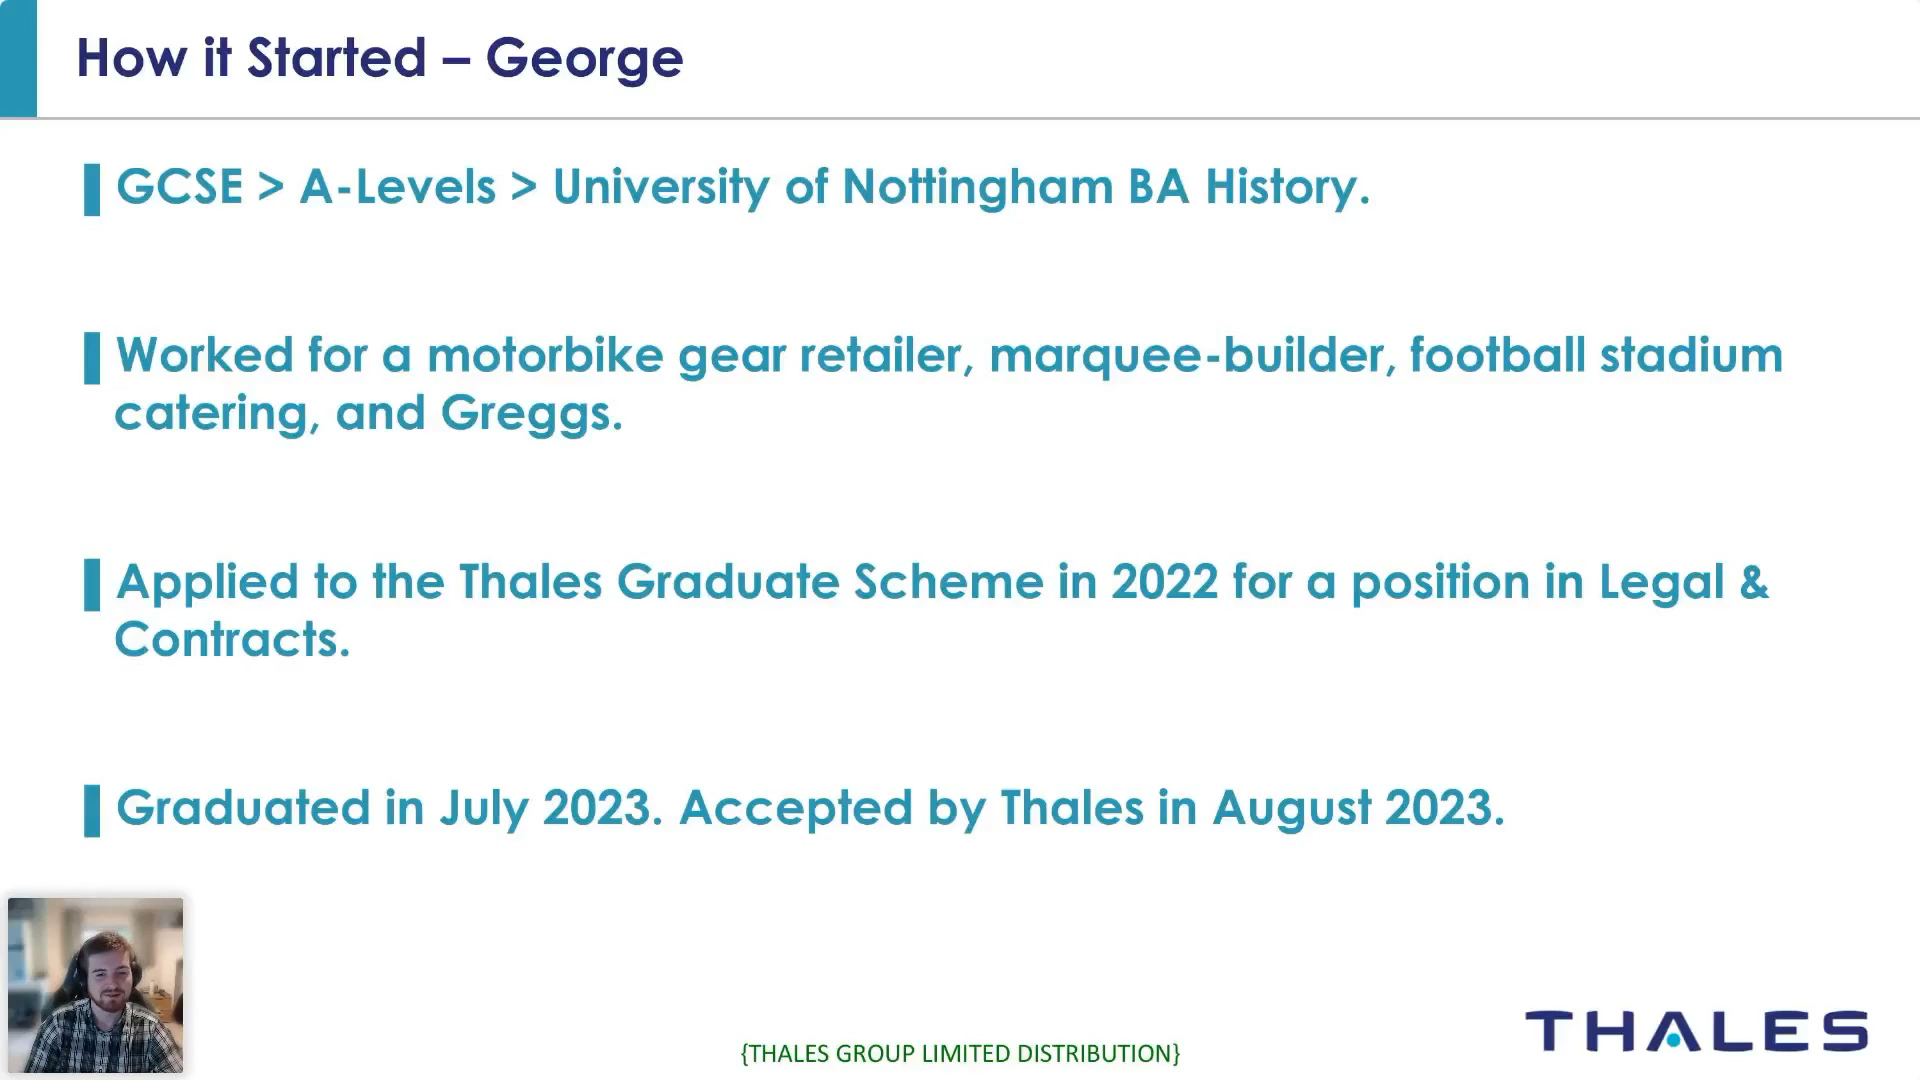 How it Started – George
GCSE > A-Levels > University of Nottingham BA History.
Worked for a motorbike gear retailer, marquee-builder, football stadium
catering, and Greggs.
Applied to the Thales Graduate Scheme in 2022 for a position in Legal &
Contracts.
Graduated in July 2023. Accepted by Thales in August 2023.
{THALES GROUP LIMITED DISTRIBUTION}
THALES